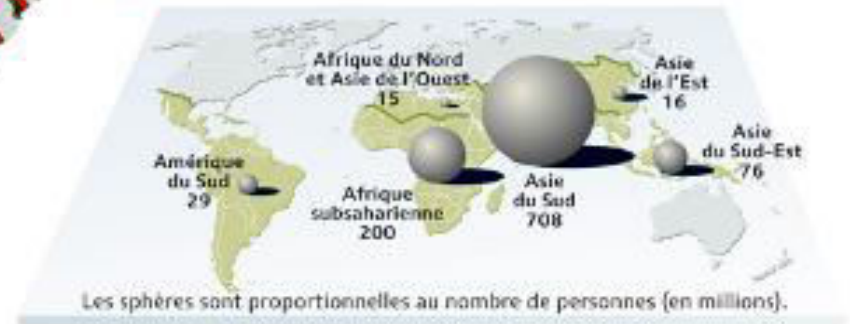 Afrique du Nord
et Asie de l'Ouest
15
Asie
de l'Est
16
Asie
du Sud-Est
76
Amérique
du Sud
29
Afrique
subsaharienne
200
Asie
du Sud
708
Les sphères sont proportionnelles au nombre de personnes (en millions).